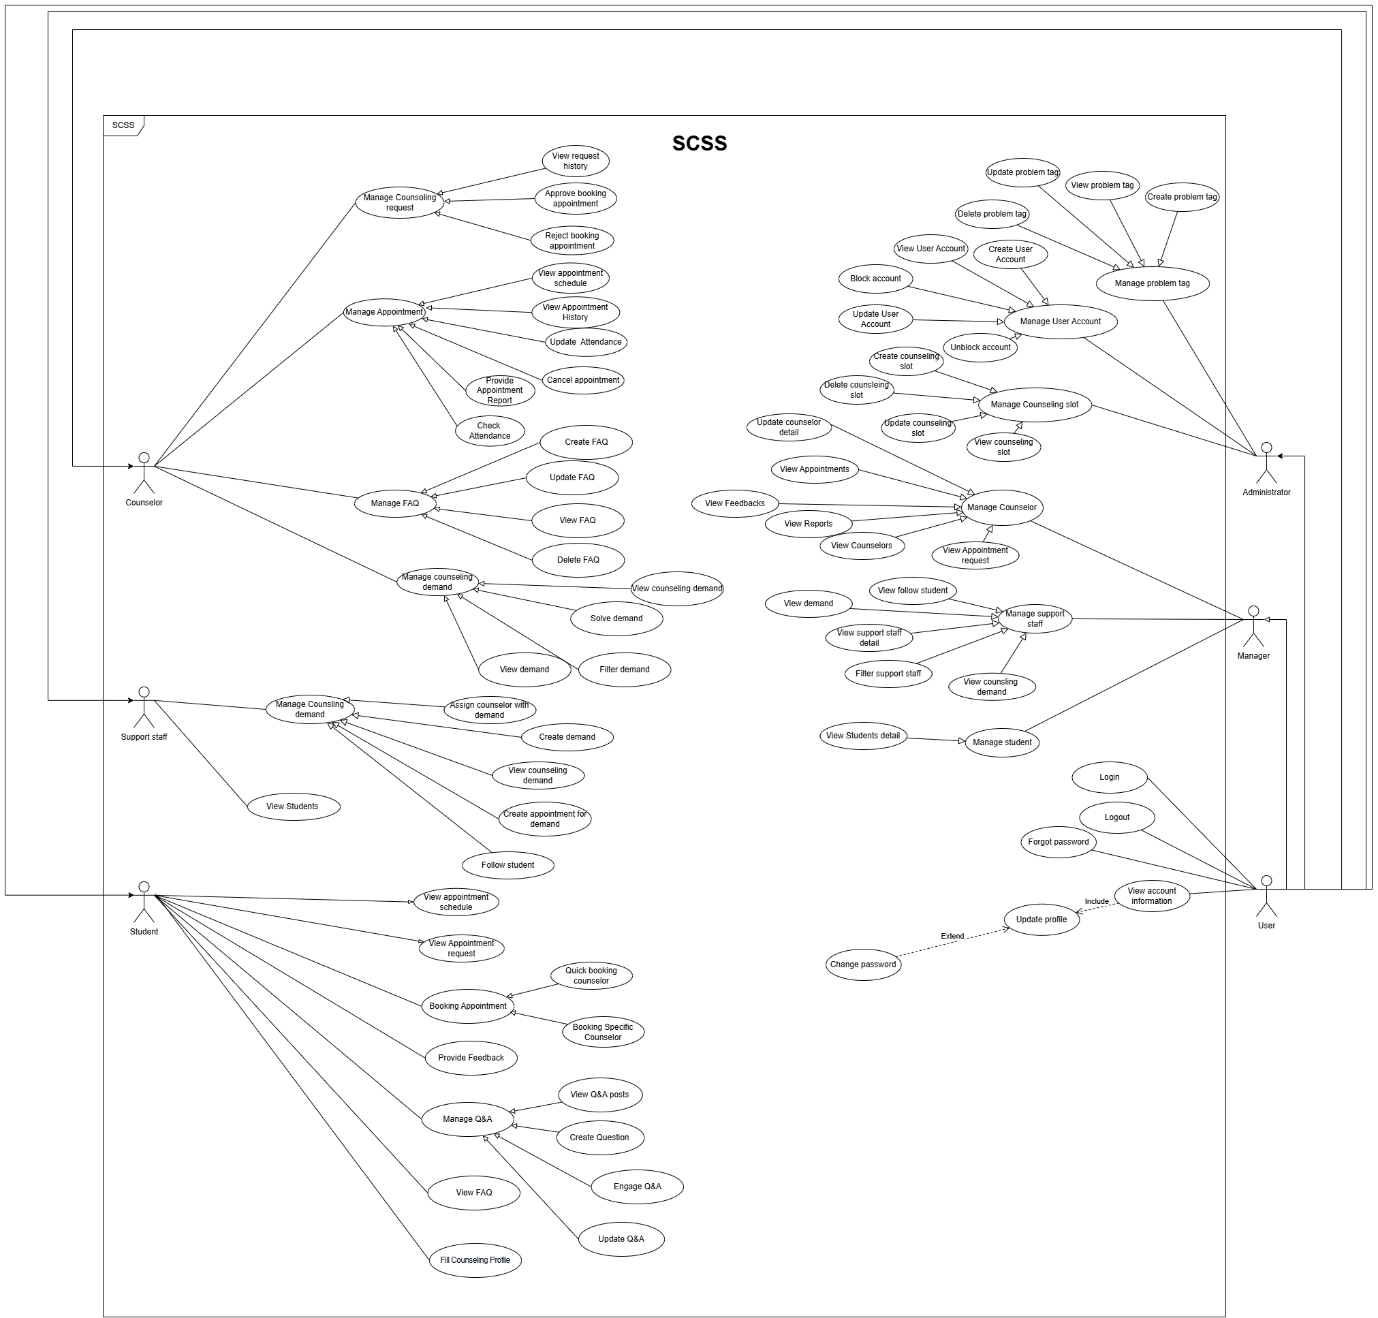 SCSS
SCSS
View request
history
Manage Counseling
request
Approve booking
appointment
Reject booking
appointment
View appointment
schedule
Manage Appointment
View Appointment
History
Update  Attendance
Cancel appointment
Provide
Appointment
Report
Check
Attendance
Create FAQ
Update FAQ
Manage FAQ
View FAQ
Delete FAQ
Counselor
Manage counseling
demand
View counseling demand
Solve demand
View demand
Filter demand
Support staff
Manage Counsling
demand
Assign counselor with
demand
Create demand
View counseling
demand
Create appointment for
demand
Follow student
View Students
Student
View appointment
schedule
View Appointment
request
Quick booking
counselor
Booking Appointment
Booking Specific
Counselor
Provide Feedback
View Q&A posts
Manage Q&A
Create Question
Engage Q&A
Update Q&A
View FAQ
Fill Counseling Profile
Update problem tag
View problem tag
Create problem tag
Delete problem tag
Manage problem tag
View User Account
Create User
Account
Block account
Update User
Account
Manage User Account
Unblock account
Create counseling
slot
Delete counsleing
slot
Manage Counseling slot
Update counseling
slot
View counseling
slot
Administrator
Update counselor
detail
View Appointments
View Feedbacks
Manage Counselor
View Reports
View Counselors
View Appointment
request
View follow student
View demand
Manage support
staff
View support staff
detail
Filter support staff
View counsling
demand
Manager
View Students detail
Manage student
Login
Logout
Forgot password
View account
information
Include
Update profile
Extend
Change password
User